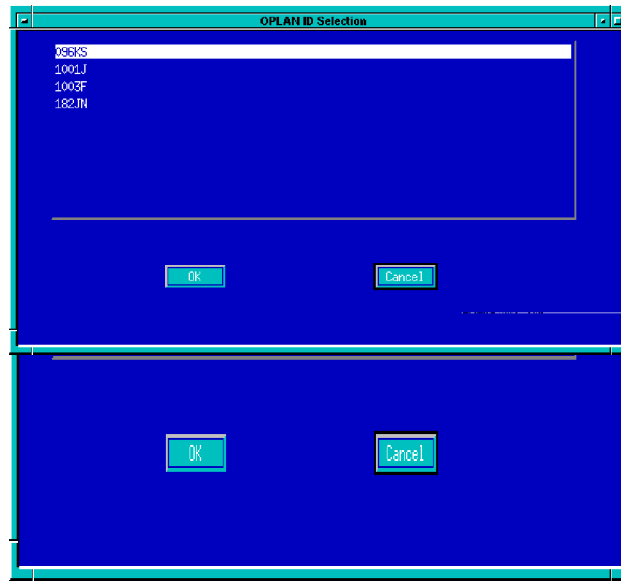 OPLAN ID Selection
096KS
1001J
1003F
182JN
OK Cancel
OK Cancel